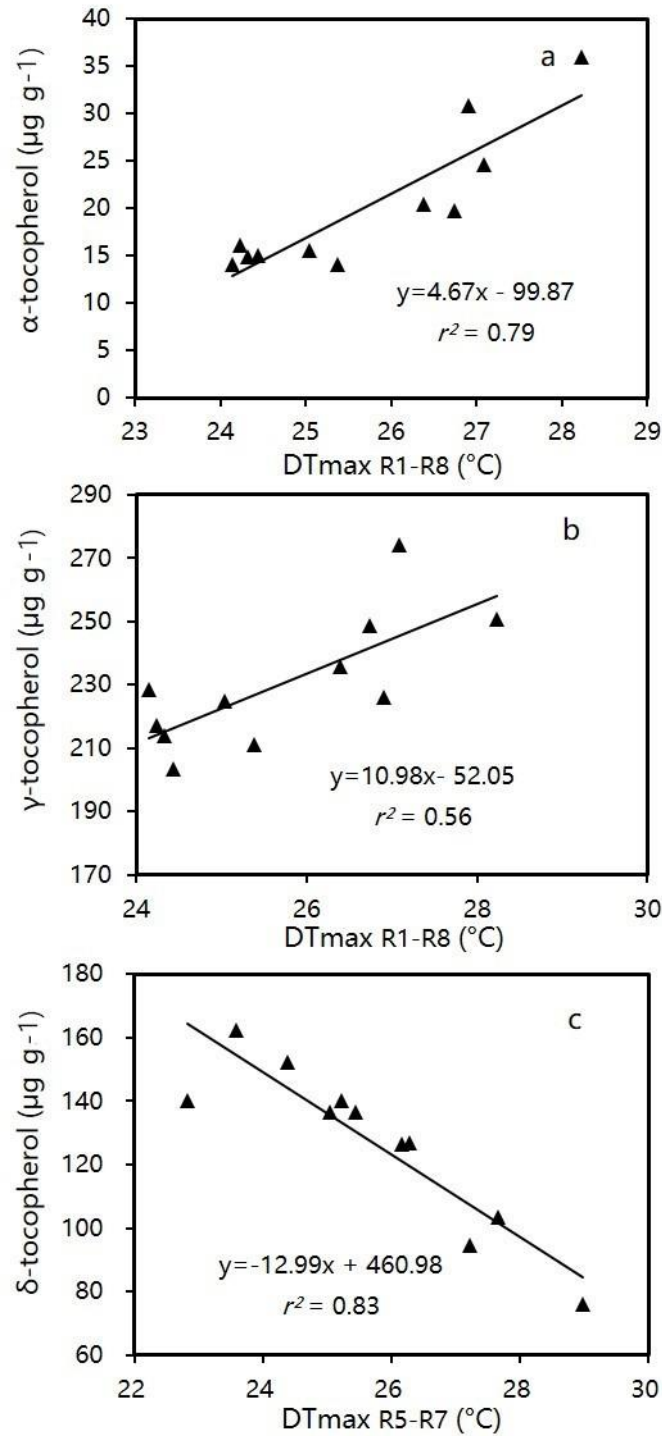 40
35
30
25
20
15
10
5
0
α-tocopherol (µg g-1)
a
y=4.67x - 99.87
r² = 0.79
23 24 25 26 27 28 29
DTmax R1-R8 (°C)
290
270
250
230
210
190
170
γ-tocopherol (µg g-1)
b
y=10.98x- 52.05
r² = 0.56
24 26 28 30
DTmax R1-R8 (°C)
180
160
140
120
100
80
60
δ-tocopherol (µg g-1)
c
y=-12.99x + 460.98
r² = 0.83
22 24 26 28 30
DTmax R5-R7 (°C)